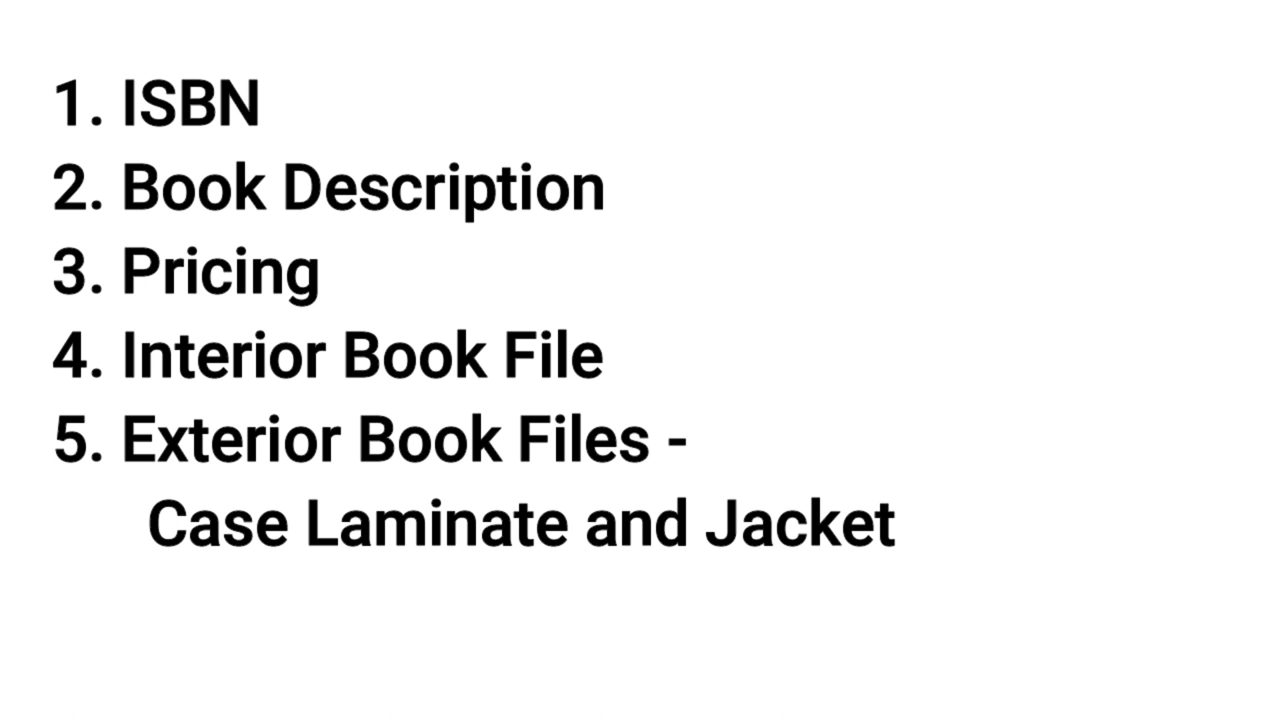 1. ISBN
2. Book Description
3. Pricing
4. Interior Book File
5. Exterior Book Files -
Case Laminate and Jacket